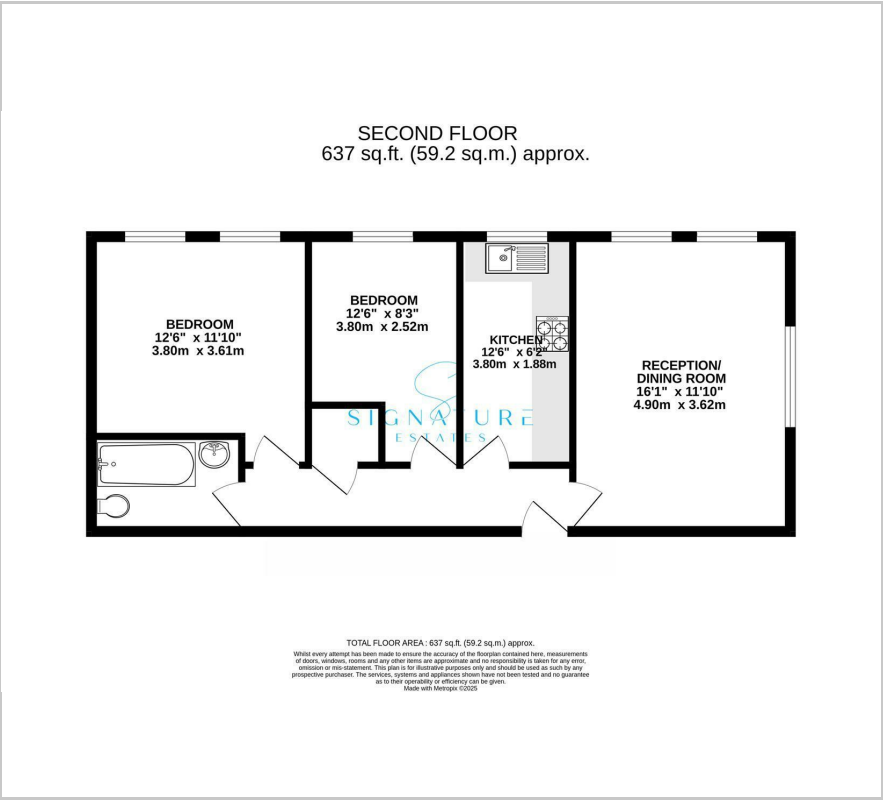 SECOND FLOOR
637 sq.ft. (59.2 sq.m.) approx.
BEDROOM
12'6" x 11'10"
3.80m x 3.61m
BEDROOM
12'6" x 8'3"
3.80m x 2.52m
KITCHEN
12'6" x 6'2"
3.80m x 1.88m
RECEPTION/
DINING ROOM
16'1" x 11'10"
4.90m x 3.62m
SIGNATURE
ESTATES
TOTAL FLOOR AREA : 637 sq.ft. (59.2 sq.m.) approx.
Whilst every attempt has been made to ensure the accuracy of the floorplan contained here, measurements
of doors, windows, rooms and any other items are approximate and no responsibility is taken for any error,
omission or mis-statement. This plan is for illustrative purposes only and should be used as such by any
prospective purchaser. The services, systems and appliances shown have not been tested and no guarantee
as to their operability or efficiency can be given.
Made with Metropix ©2025